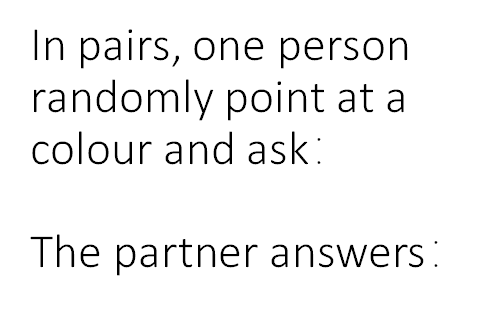 In pairs, one person
randomly point at a
colour and ask：
The partner answers：